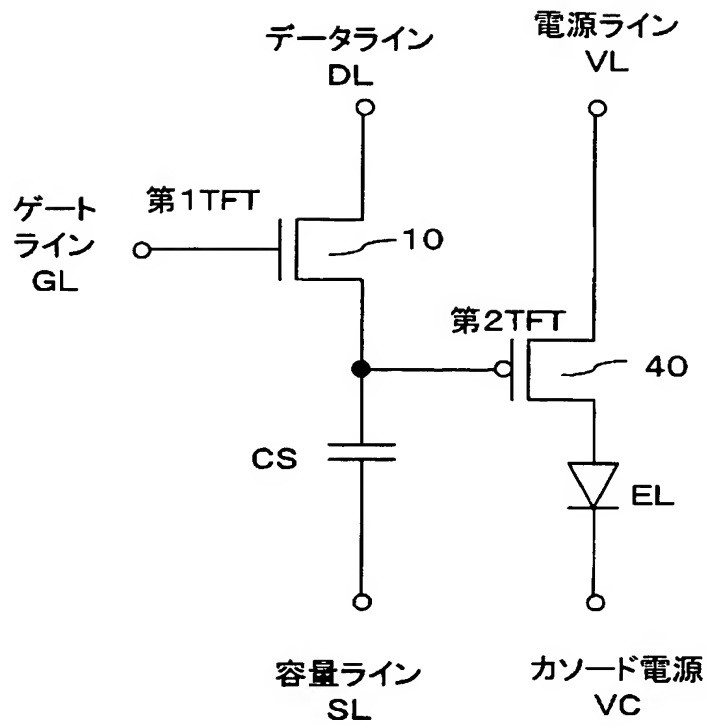 データライン
DL
電源ライン
VL
第1TFT
ゲート
ライン
GL
10
第2TFT
40
CS
EL
容量ライン
SL
カソード電源
VC